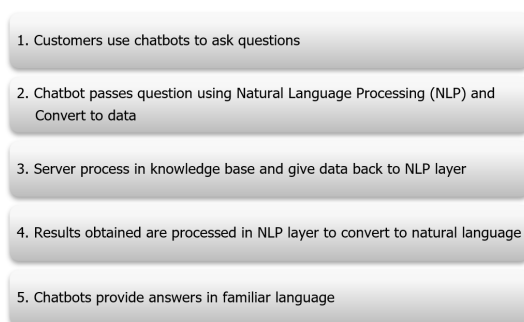 1. Customers use chatbots to ask questions
2. Chatbot passes question using Natural Language Processing (NLP) and
Convert to data
3. Server process in knowledge base and give data back to NLP layer
4. Results obtained are processed in NLP layer to convert to natural language
5. Chatbots provide answers in familiar language